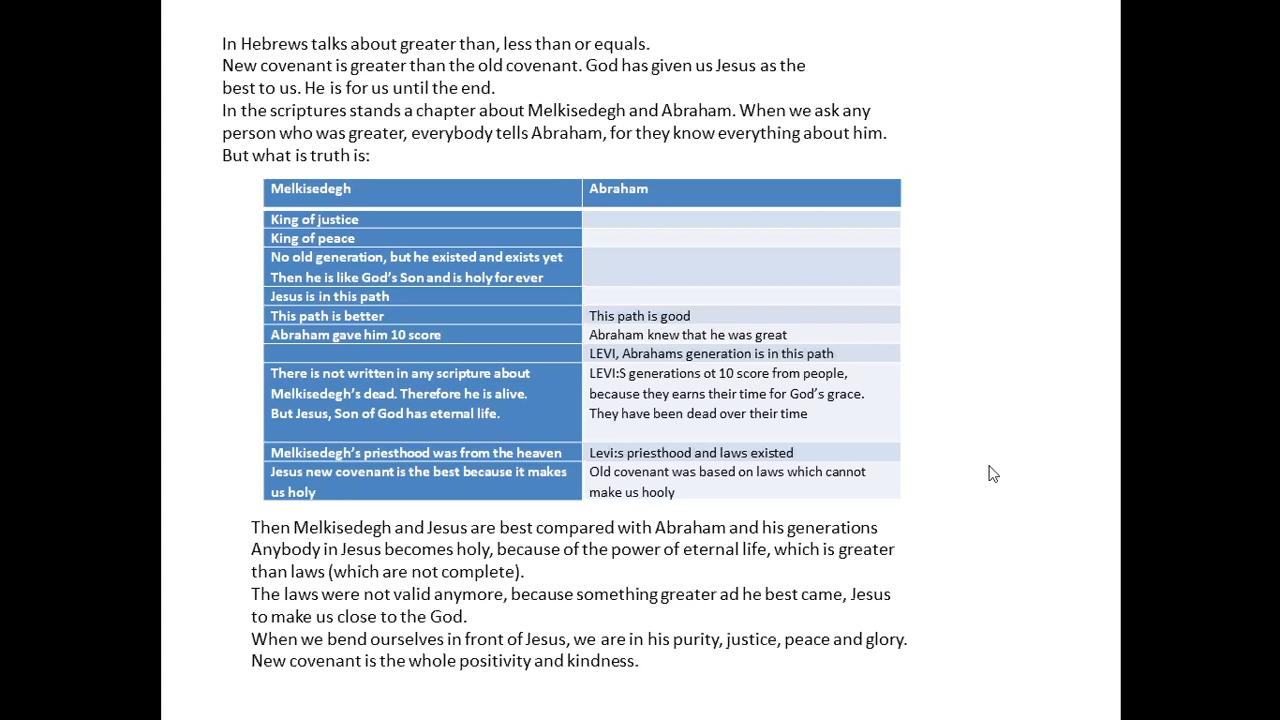 In Hebrews talks about greater than, less than or equals.
New covenant is greater than the old covenant. God has given us Jesus as the
best to us. He is for us until the end.
In the scriptures stands a chapter about Melkisedegh and Abraham. When we ask any
person who was greater, everybody tells Abraham, for they know everything about him.
But what is truth is:
Melkisedegh Abraham
King of justice
King of peace
No old generation, but he existed and exists yet
Then he is like God's Son and is holy for ever
Jesus is in this path
This path is better This path is good
Abraham gave him 10 score Abraham knew that he was great
LEVI, Abrahams generation is in this path
There is not written in any scripture about LEVI:S generations ot 10 score from people,
Melkisedegh's dead. Therefore he is alive. because they earns their time for God's grace.
But Jesus, Son of God has eternal life. They have been dead over their time
Melkisedegh's priesthood was from the heaven Levi:s priesthood and laws existed
Jesus new covenant is the best because it makes Old covenant was based on laws which cannot
us holy make us hooly
Then Melkisedegh and Jesus are best compared with Abraham and his generations
Anybody in Jesus becomes holy, because of the power of eternal life, which is greater
than laws (which are not complete).
The laws were not valid anymore, because something greater ad he best came, Jesus
to make us close to the God.
When we bend ourselves in front of Jesus, we are in his purity, justice, peace and glory.
New covenant is the whole positivity and kindness.